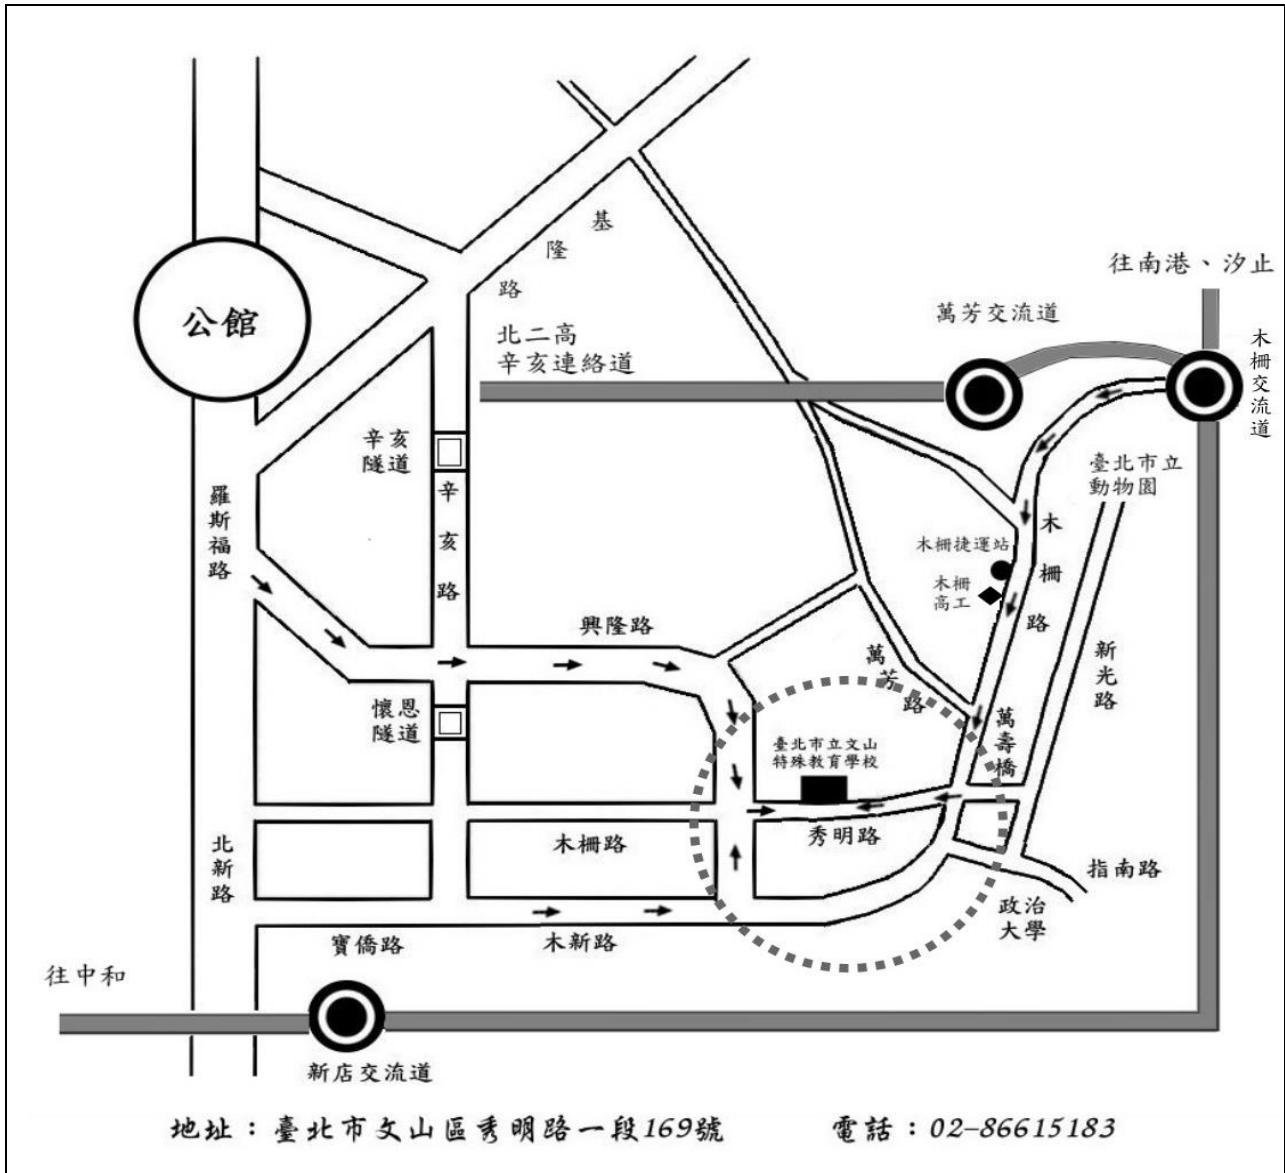 基隆路
往南港、汐止
公館
北二高
辛亥連絡道
萬芳交流道
木柵交流道
辛亥
隧道
臺北市立
動物園
羅斯福路
辛亥路
木柵捷運站
木柵
高工
木柵路
興隆路
萬芳路
新光路
懷恩
隧道
萬壽橋
臺北市立文山
特殊教育學校
北新路
木柵路
秀明路
指南路
政治
大學
寶僑路
木新路
往中和
新店交流道
地址：臺北市文山區秀明路一段169號
電話：02-86615183